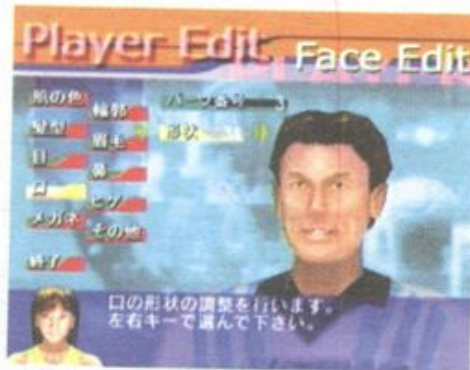 Player Edit
Face Edit
肌の色
輪郭
パーツ番号 3
髪型
眉毛
形状
目
鼻
口
ヒゲ
メガネ
その他
終了
口の形状の調整を行います。
左右キーで選んで下さい。